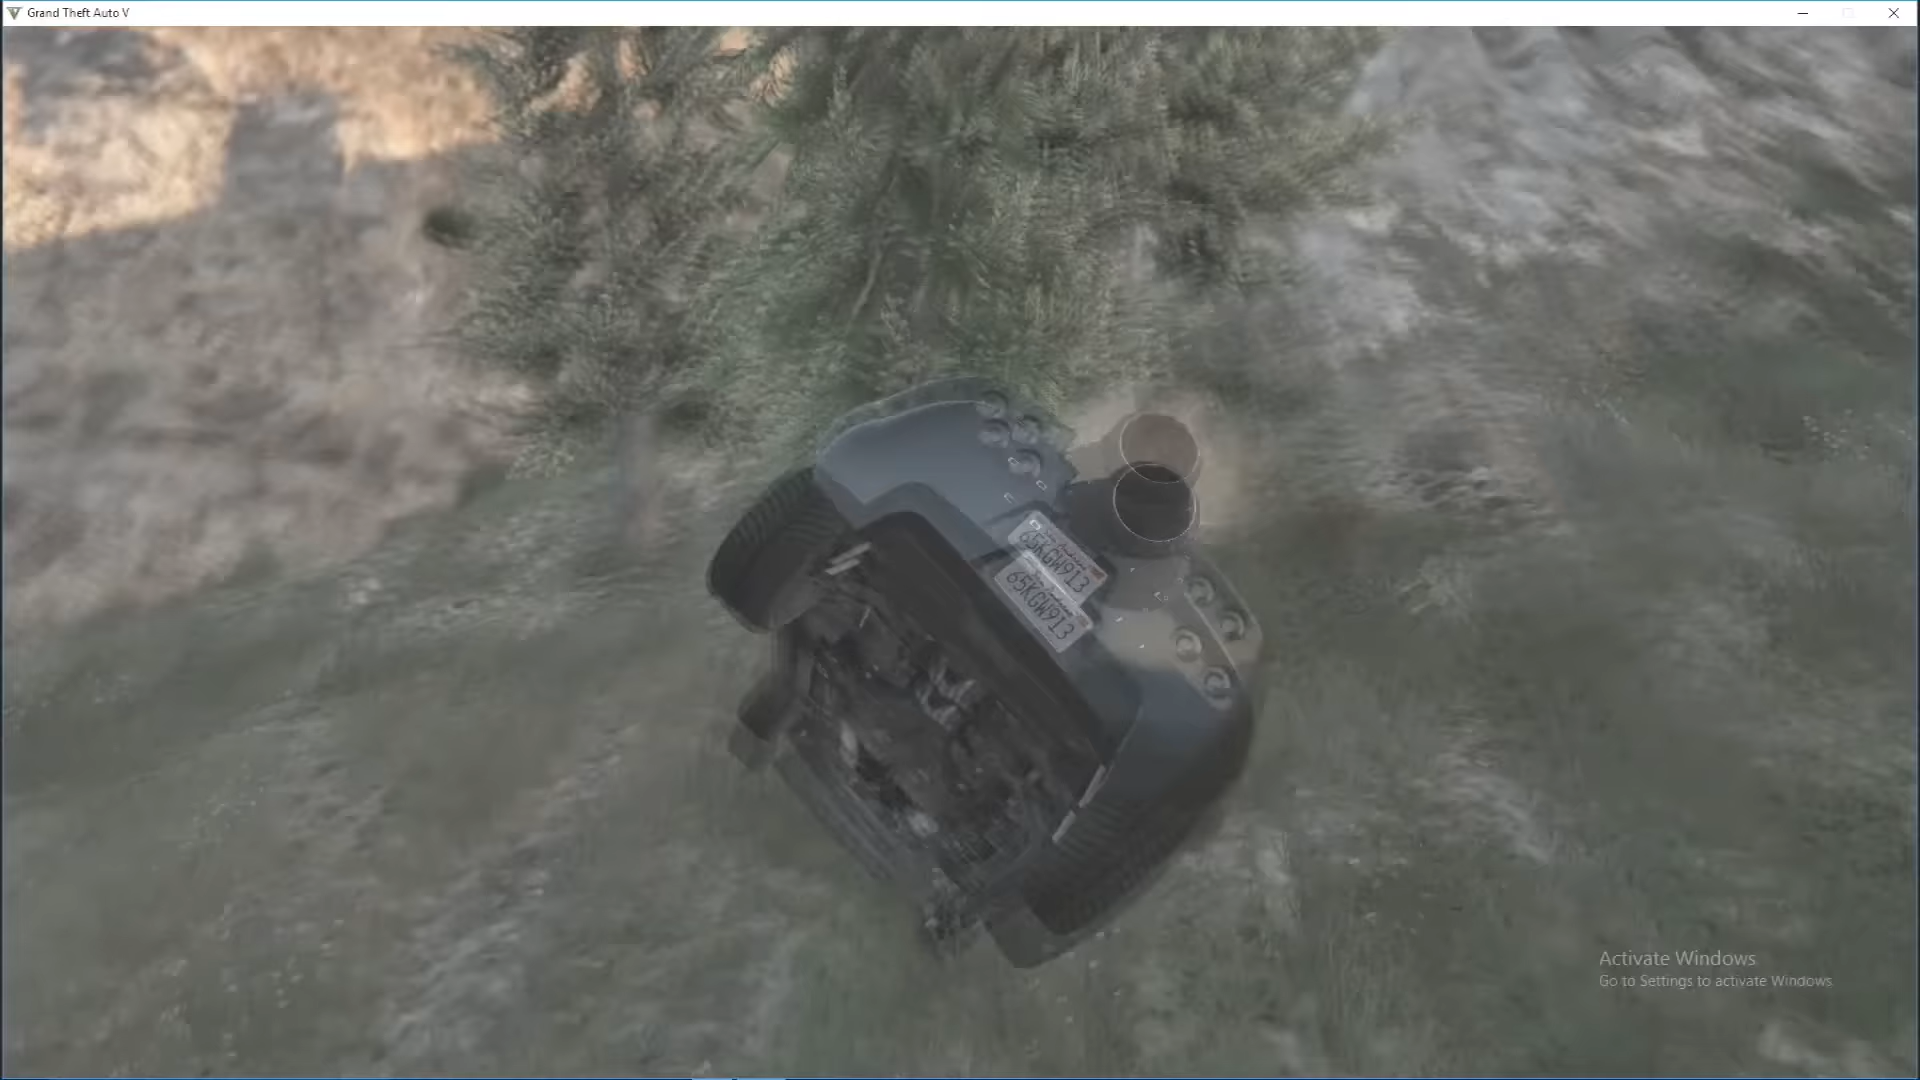 Grand Theft Auto V
65KGW913
65KGW913
Activate Windows
Go to Settings to activate Windows.